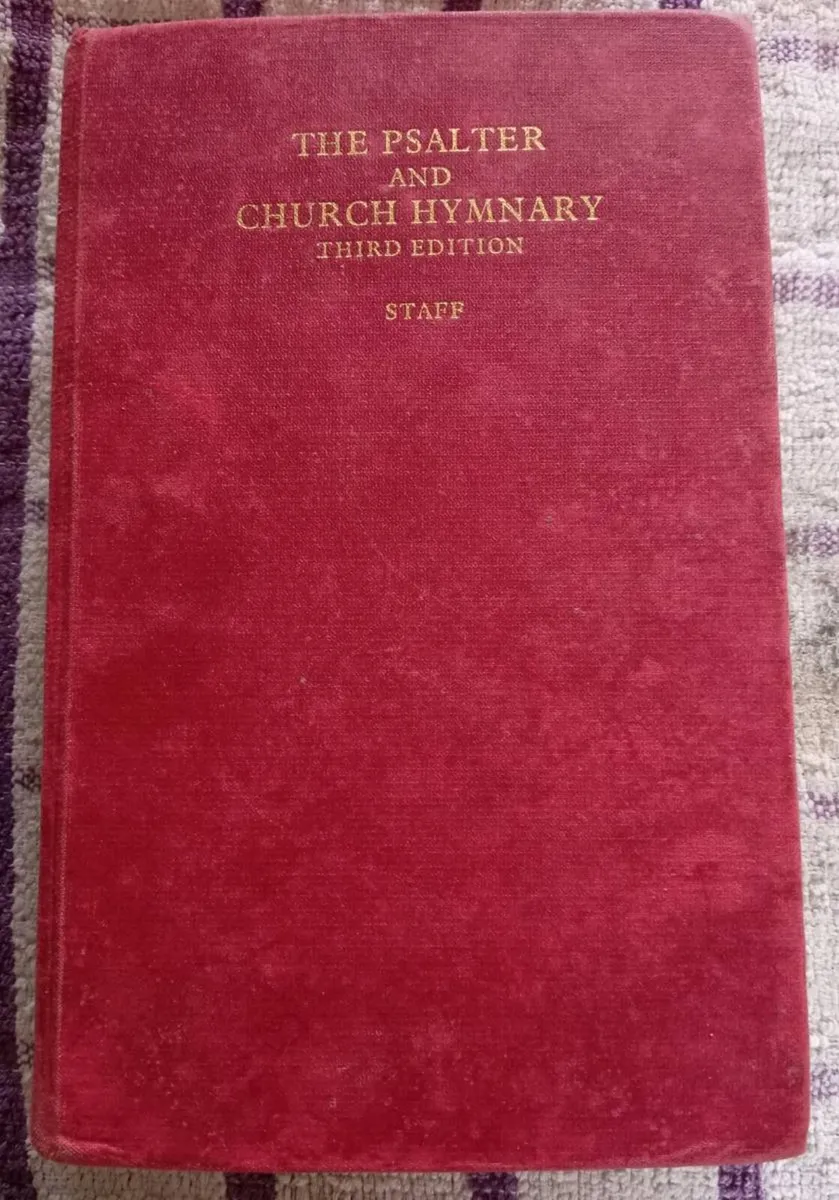 THE PSALTER
AND
CHURCH HYMNARY
THIRD EDITION
STAFF